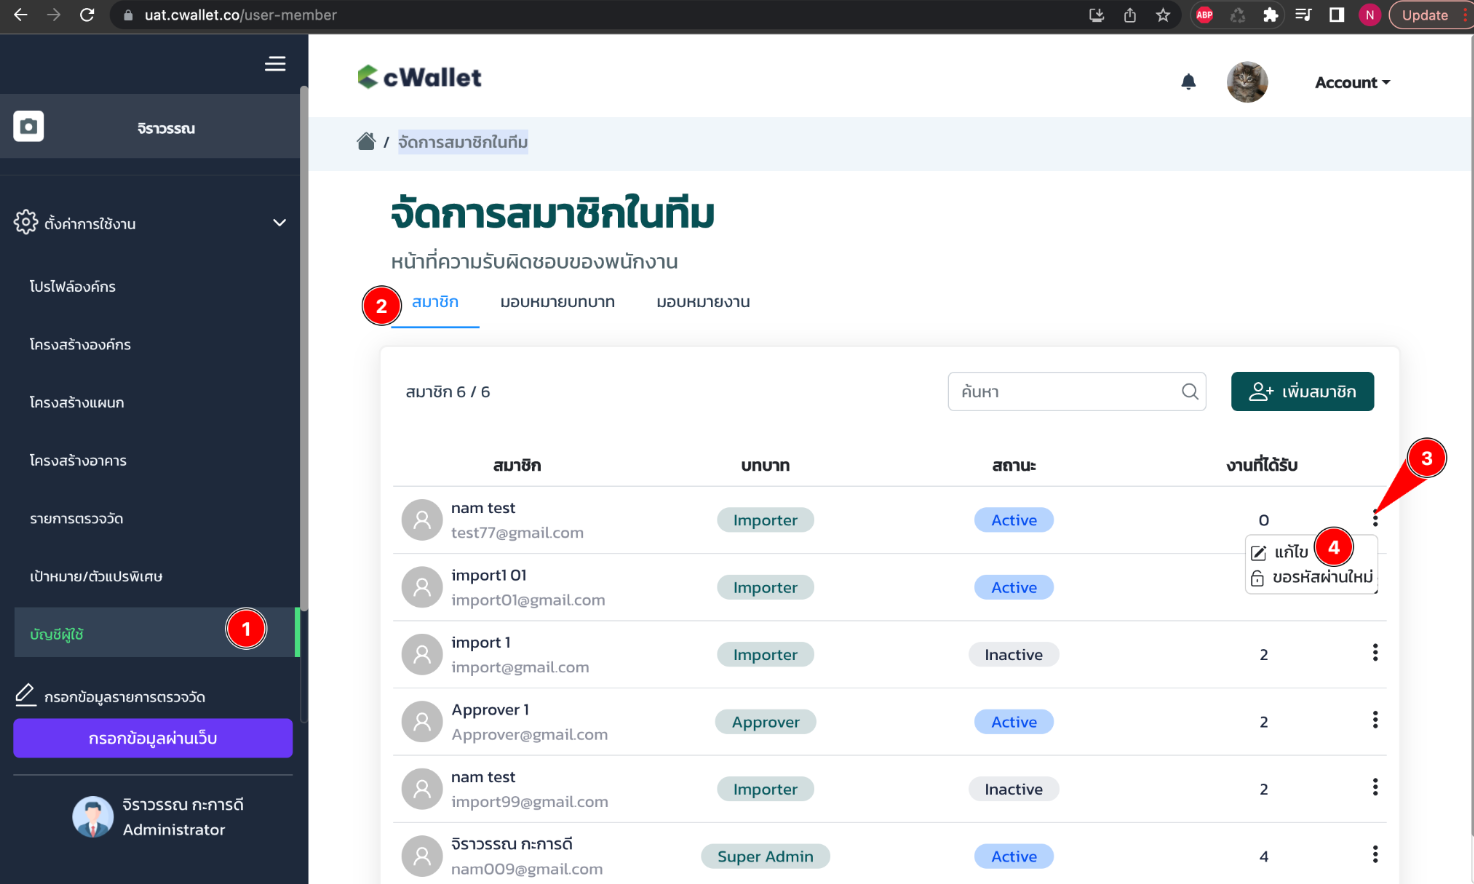 uat.cwallet.co/user-member
ABP
N
Update
จิราวรรณ
cWallet
Account
/ จัดการสมาชิกในทีม
ตั้งค่าการใช้งาน
โปรไฟล์องค์กร
โครงสร้างองค์กร
โครงสร้างแผนก
โครงสร้างอาคาร
รายการตรวจวัด
เป้าหมาย/ตัวแปรพิเศษ
บัญชีผู้ใช้
1
กรอกข้อมูลรายการตรวจวัด
กรอกข้อมูลผ่านเว็บ
จิราวรรณ กะการดี
Administrator
จัดการสมาชิกในทีม
หน้าที่ความรับผิดชอบของพนักงาน
2
สมาชิก มอบหมายบทบาท มอบหมายงาน
สมาชิก 6 / 6
ค้นหา
เพิ่มสมาชิก
สมาชิก บทบาท สถานะ งานที่ได้รับ
3
nam test
test77@gmail.com
Importer Active 0
แก้ไข
4
ขอรหัสผ่านใหม่
import1 01
import01@gmail.com
Importer Active
import 1
import@gmail.com
Importer Inactive 2
Approver 1
Approver@gmail.com
Approver Active 2
nam test
import99@gmail.com
Importer Inactive 2
จิราวรรณ กะการดี
nam009@gmail.com
Super Admin Active 4